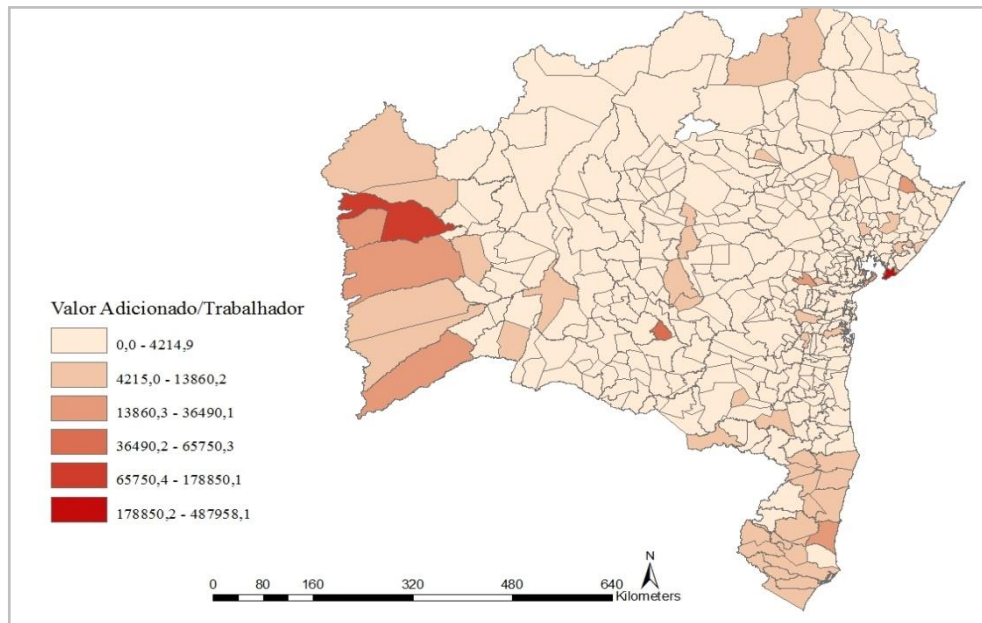 Valor Adicionado/Trabalhador
0,0 - 4214,9
4215,0 - 13860,2
13860,3 - 36490,1
36490,2 - 65750,3
65750,4 - 178850,1
178850,2 - 487958,1
N
0 80 160 320 480 640
Kilometers